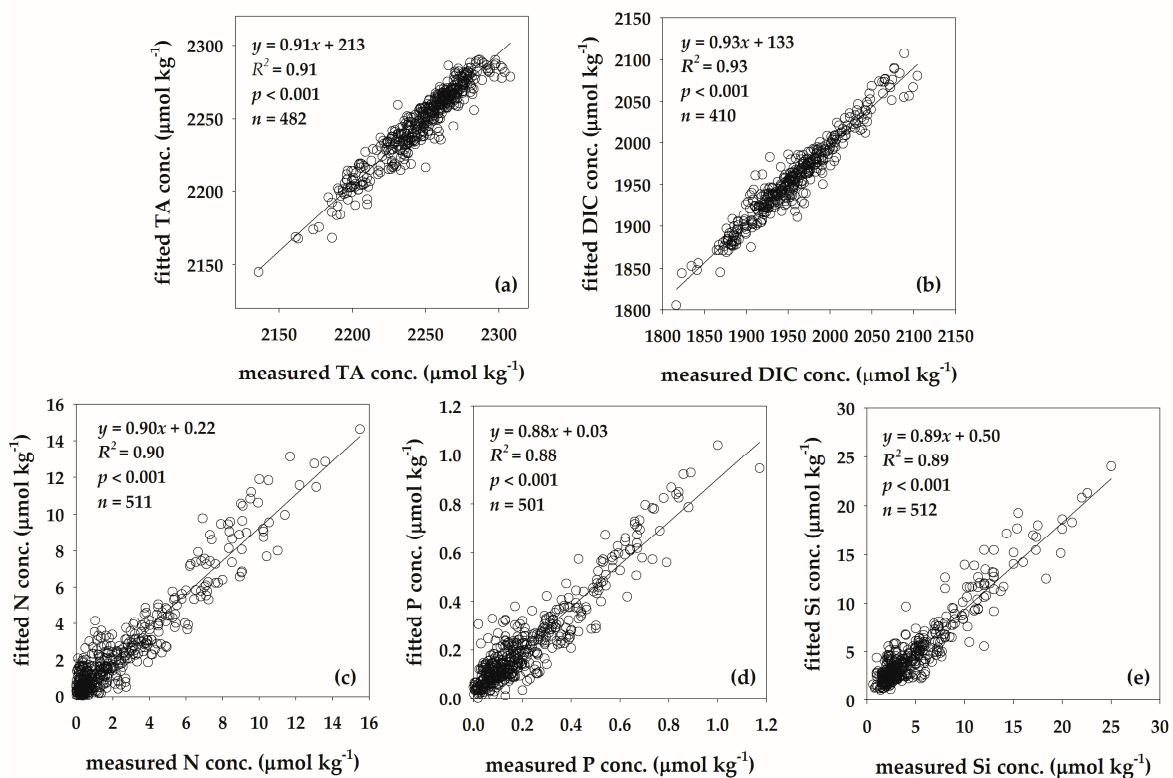 y = 0.91x + 213
R² = 0.91
p < 0.001
n = 482
(a)
fitted TA conc. (µmol kg⁻¹)
2300
2250
2200
2150
2150 2200 2250 2300
measured TA conc. (µmol kg⁻¹)
y = 0.93x + 133
R² = 0.93
p < 0.001
n = 410
(b)
fitted DIC conc. (µmol kg⁻¹)
2150
2100
2050
2000
1950
1900
1850
1800
1800 1850 1900 1950 2000 2050 2100 2150
measured DIC conc. (µmol kg⁻¹)
y = 0.90x + 0.22
R² = 0.90
p < 0.001
n = 511
(c)
fitted N conc. (µmol kg⁻¹)
16
14
12
10
8
6
4
2
0
0 2 4 6 8 10 12 14 16
measured N conc. (µmol kg⁻¹)
y = 0.88x + 0.03
R² = 0.88
p < 0.001
n = 501
(d)
fitted P conc. (µmol kg⁻¹)
1.2
1.0
0.8
0.6
0.4
0.2
0.0
0.0 0.2 0.4 0.6 0.8 1.0 1.2
measured P conc. (µmol kg⁻¹)
y = 0.89x + 0.50
R² = 0.89
p < 0.001
n = 512
(e)
fitted Si conc. (µmol kg⁻¹)
30
25
20
15
10
5
0
0 5 10 15 20 25 30
measured Si conc. (µmol kg⁻¹)